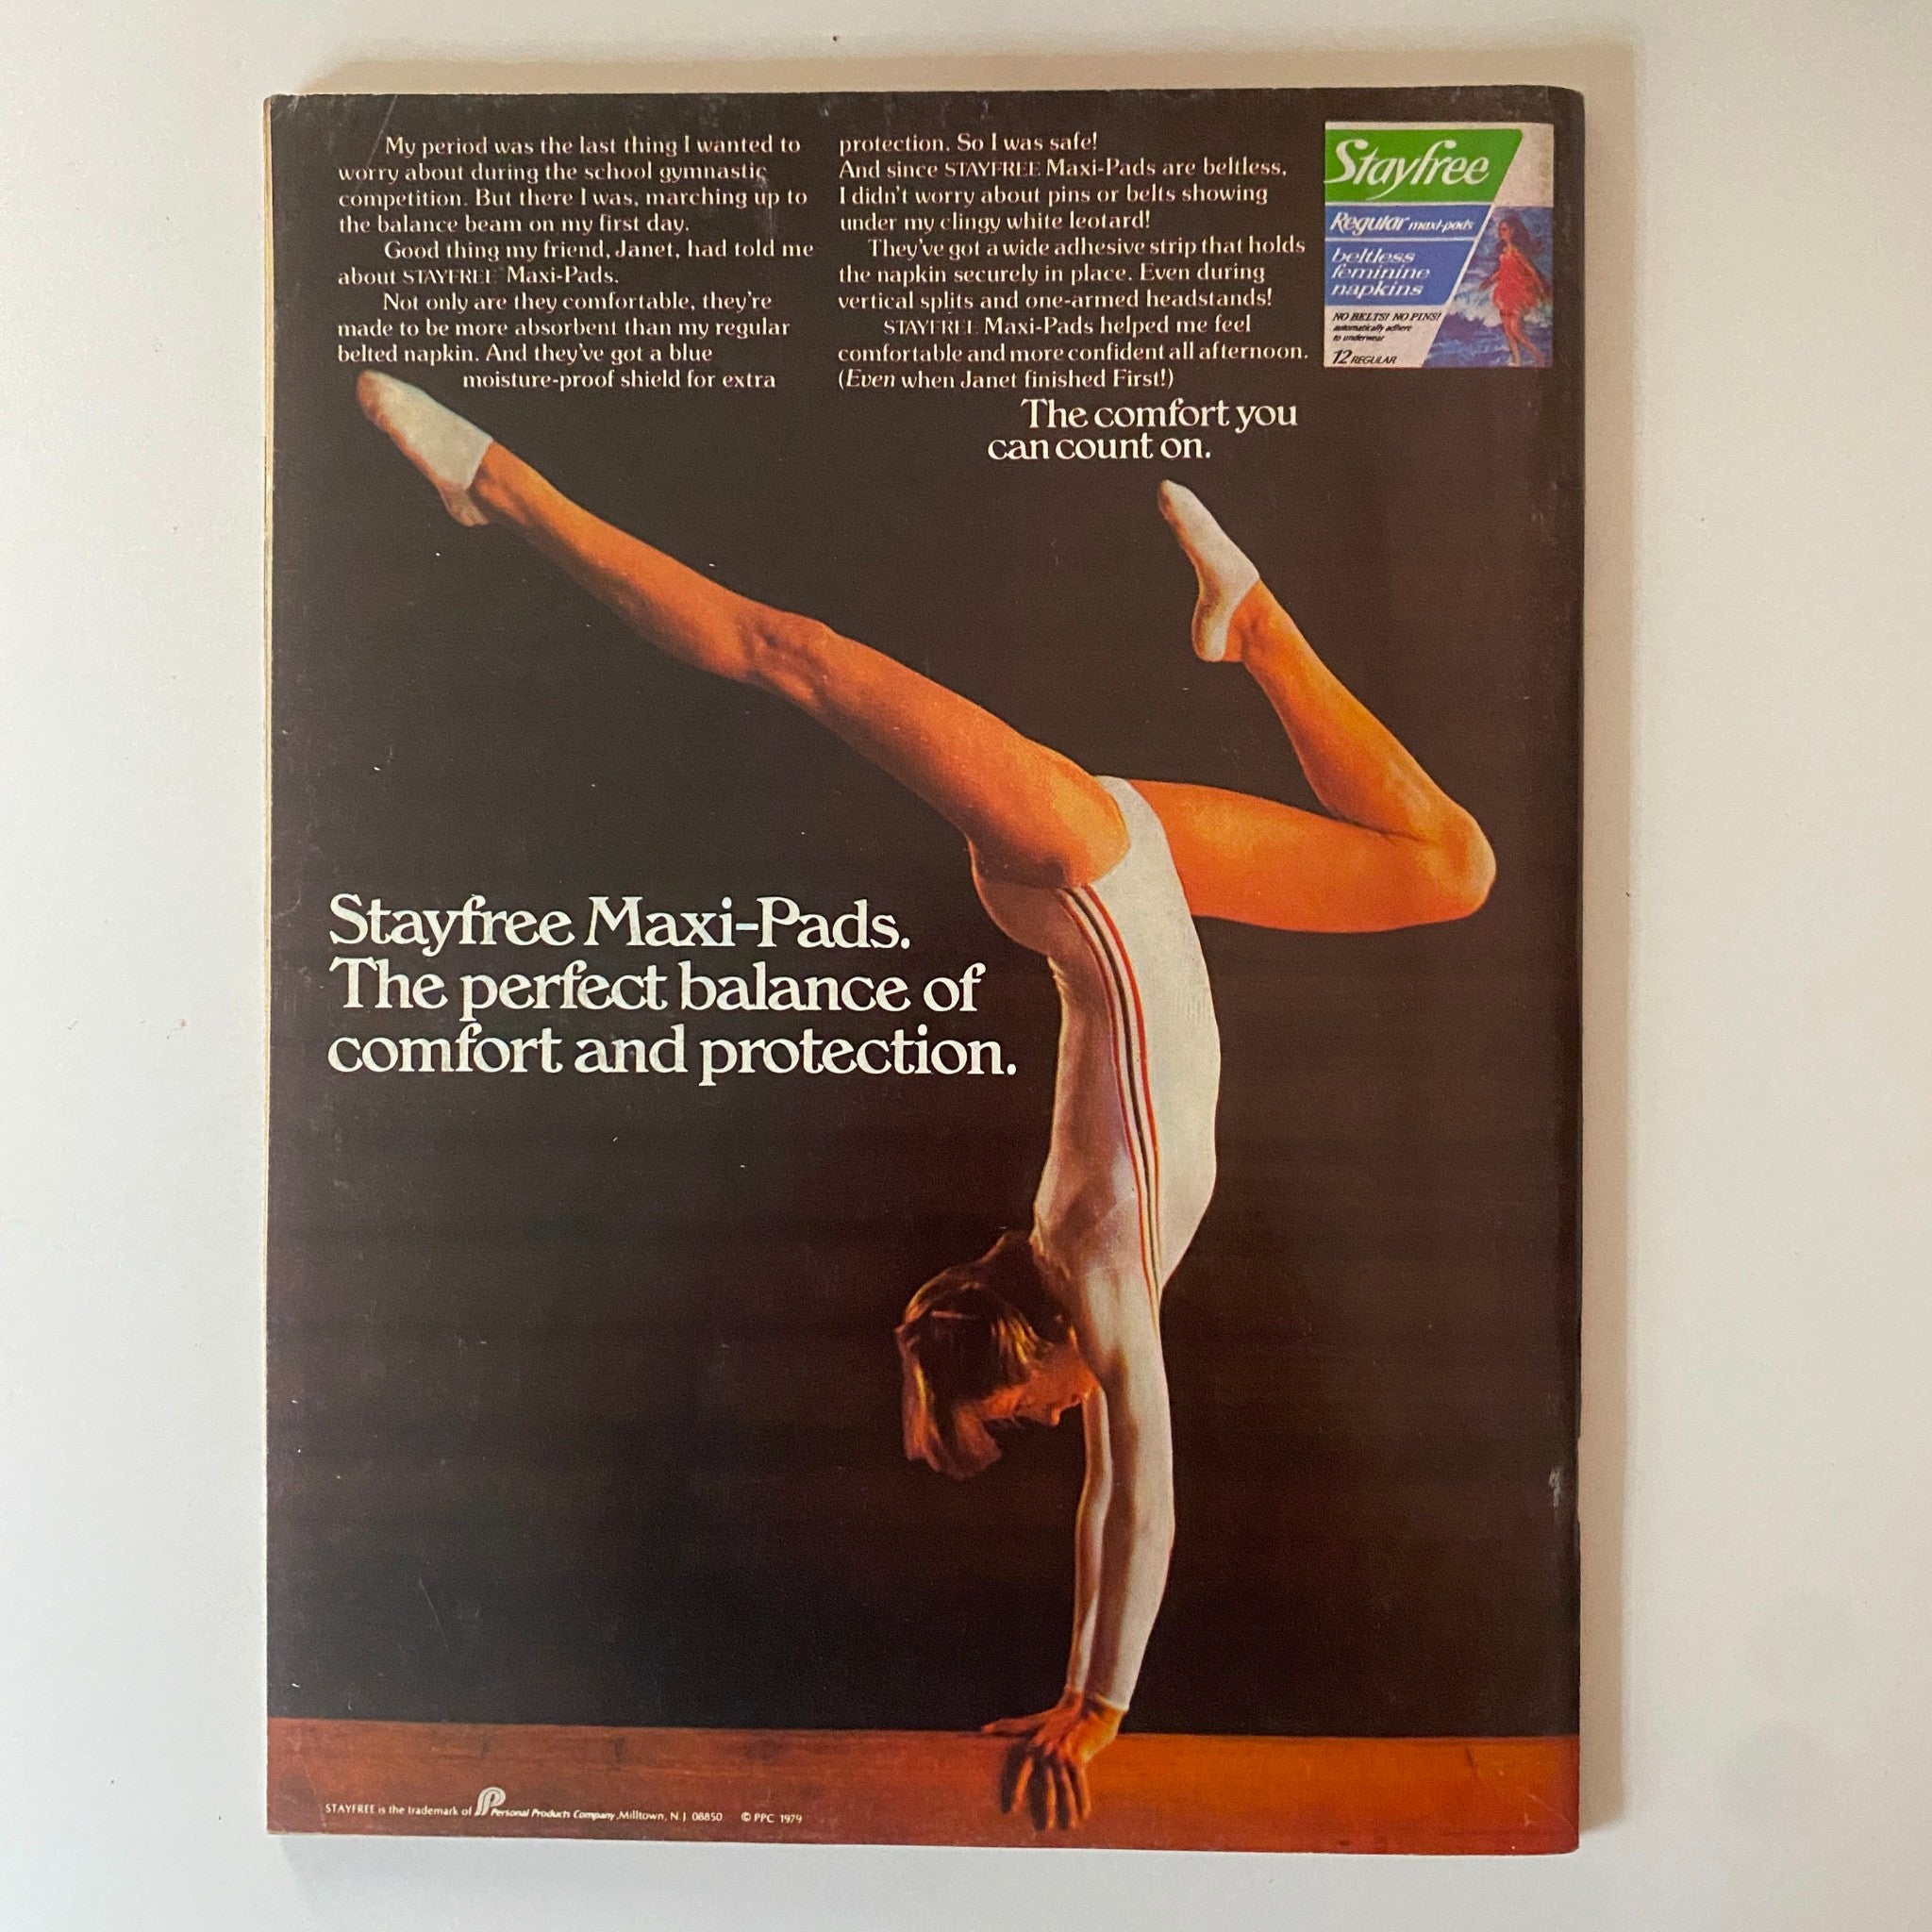 My period was the last thing I wanted to
worry about during the school gymnastic
competition. But there I was, marching up to
the balance beam on my first day.
Good thing my friend, Janet, had told me
about STAYFREE Maxi-Pads.
Not only are they comfortable, they're
made to be more absorbent than my regular
belted napkin. And they've got a blue
moisture-proof shield for extra
protection. So I was safe!
And since STAYFREE Maxi-Pads are beltless,
I didn't worry about pins or belts showing
under my clingy white leotard!
They've got a wide adhesive strip that holds
the napkin securely in place. Even during
vertical splits and one-armed headstands!
STAYFREE Maxi-Pads helped me feel
comfortable and more confident all afternoon.
(Even when Janet finished First!)
The comfort you
can count on.
Stayfree
Regular maxi-pads
beltless
feminine
napkins
NO BELTS! NO PINS!
automatically adhere
to underwear
12 REGULAR
Stayfree Maxi-Pads.
The perfect balance of
comfort and protection.
STAYFREE is the trademark of Personal Products Company, Milltown, N.J. 08850 © PPC 1979